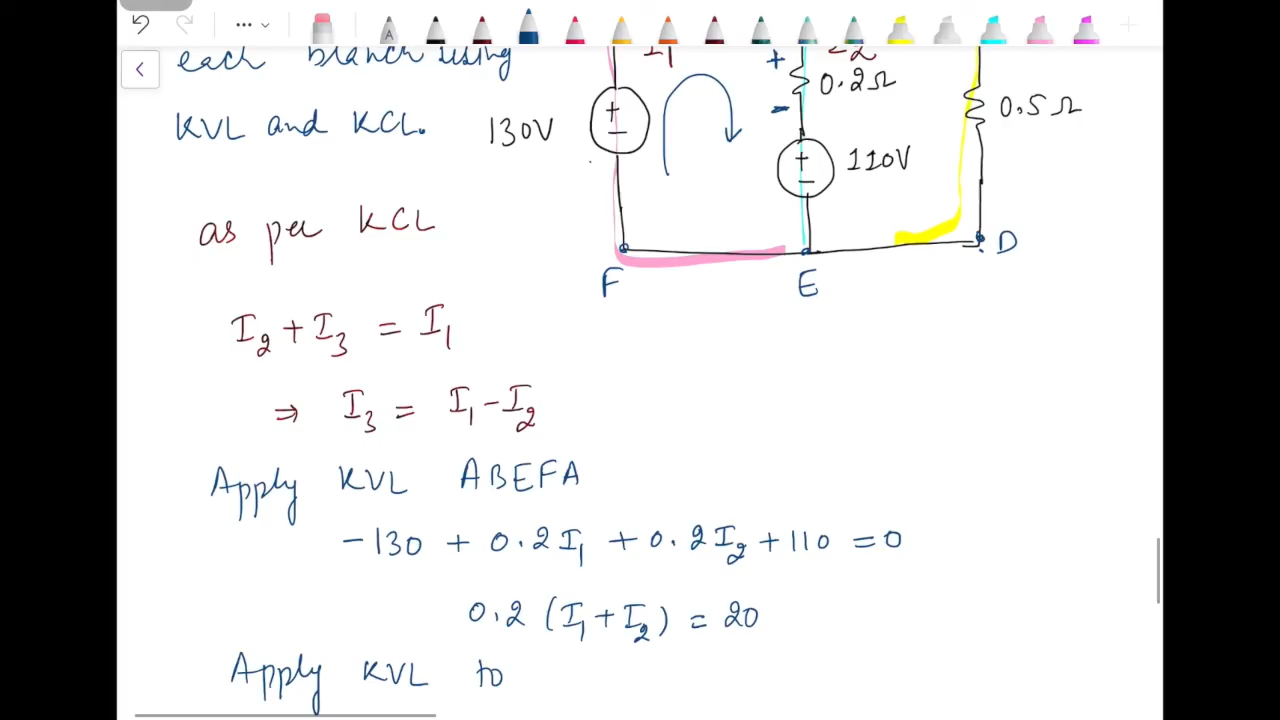 each branch using
KVL and KCL.
I₁
+
I₂
0.2Ω
-
0.5Ω
130V
+
-
110V
+
-
F
E
D
as per KCL
I₂ + I₃ = I₁
⇒ I₃ = I₁ - I₂
Apply KVL ABEFA
-130 + 0.2I₁ + 0.2I₂ + 110 = 0
0.2 (I₁ + I₂) = 20
Apply KVL to